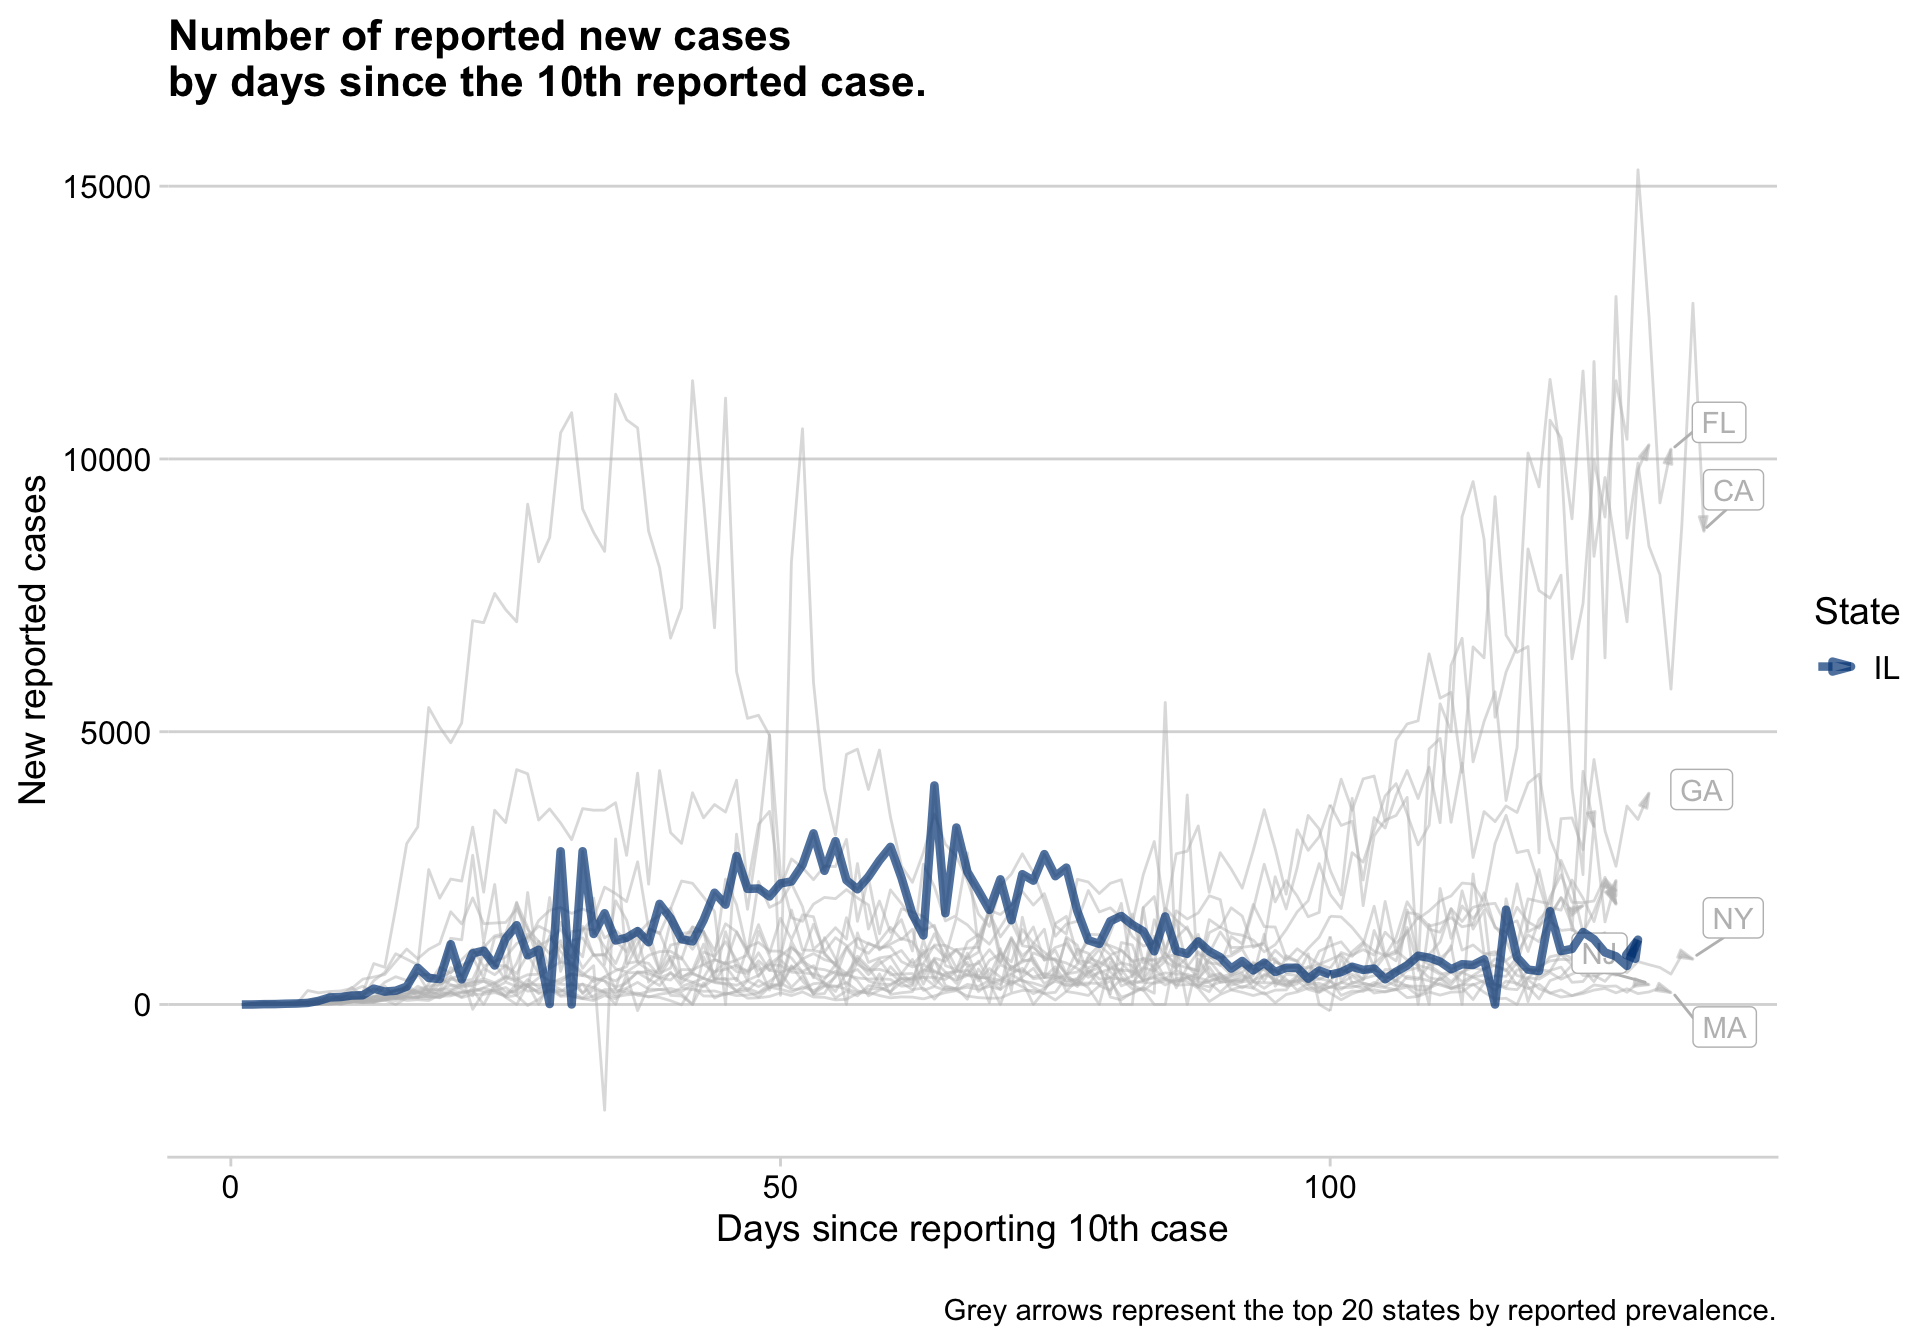 Number of reported new cases
by days since the 10th reported case.
New reported cases
15000
10000
5000
0
0
50
100
Days since reporting 10th case
FL
CA
GA
NY
NJ
MA
State
IL
Grey arrows represent the top 20 states by reported prevalence.